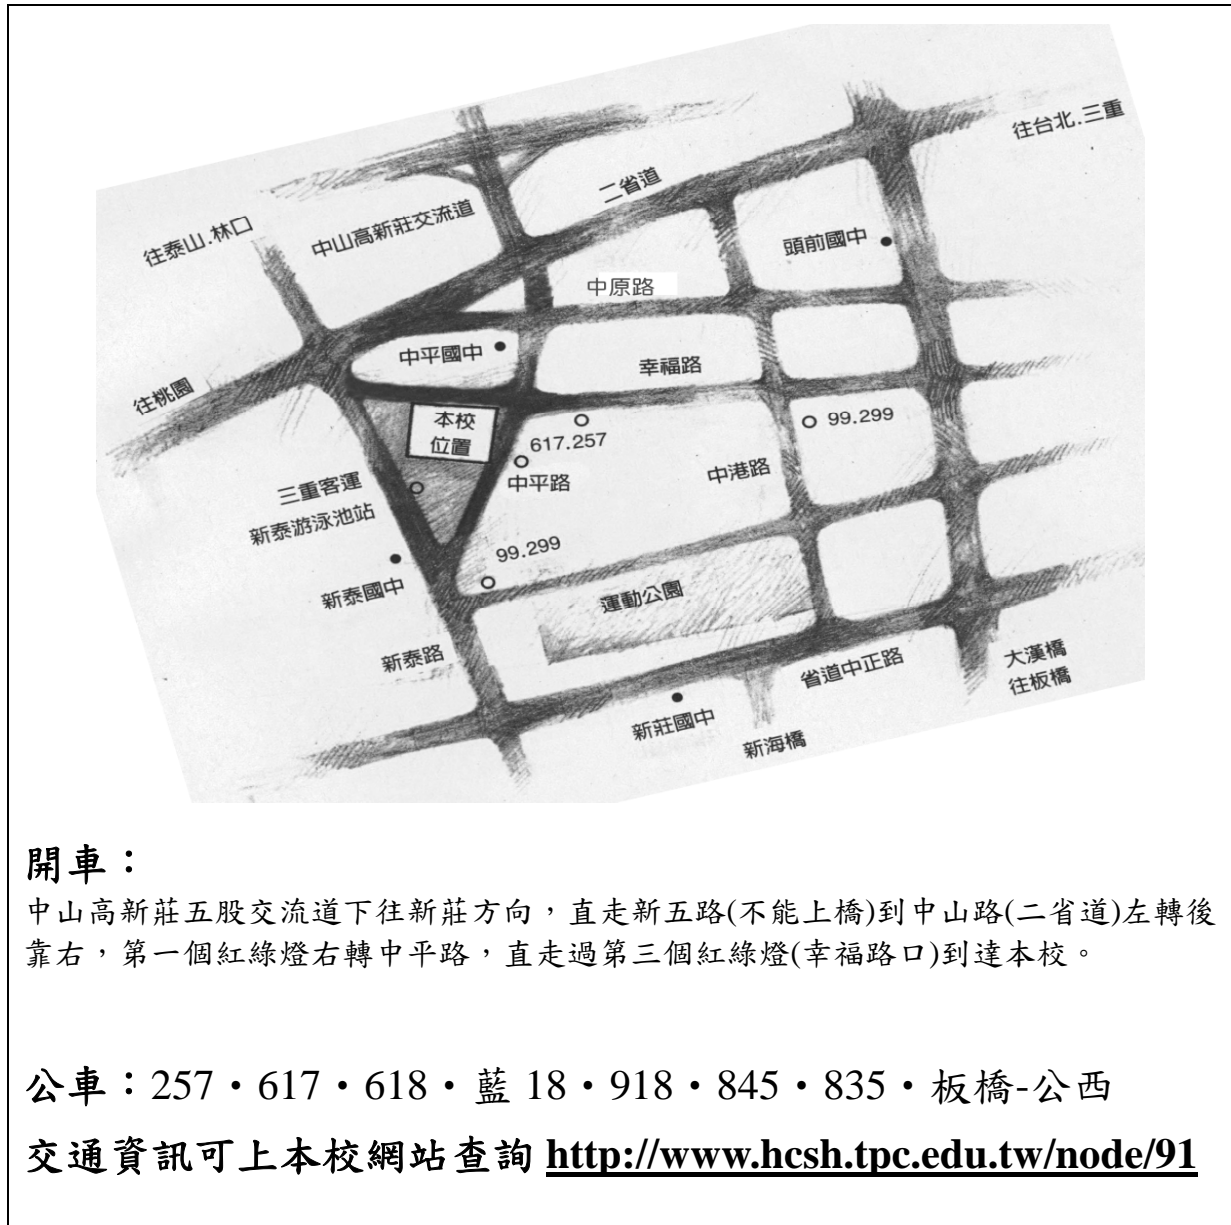 往台北.三重
二省道
往泰山.林口
中山高新莊交流道
頭前國中
中原路
中平國中
幸福路
往桃園
本校
位置
617.257
99.299
中平路
中港路
三重客運
新泰游泳池站
99.299
新泰國中
運動公園
新泰路
省道中正路
大漢橋
往板橋
新莊國中
新海橋
開車：
中山高新莊五股交流道下往新莊方向，直走新五路(不能上橋)到中山路(二省道)左轉後
靠右，第一個紅綠燈右轉中平路，直走過第三個紅綠燈(幸福路口)到達本校。
公車：257・617・618・藍 18・918・845・835・板橋-公西
交通資訊可上本校網站查詢 http://www.hcsh.tpc.edu.tw/node/91